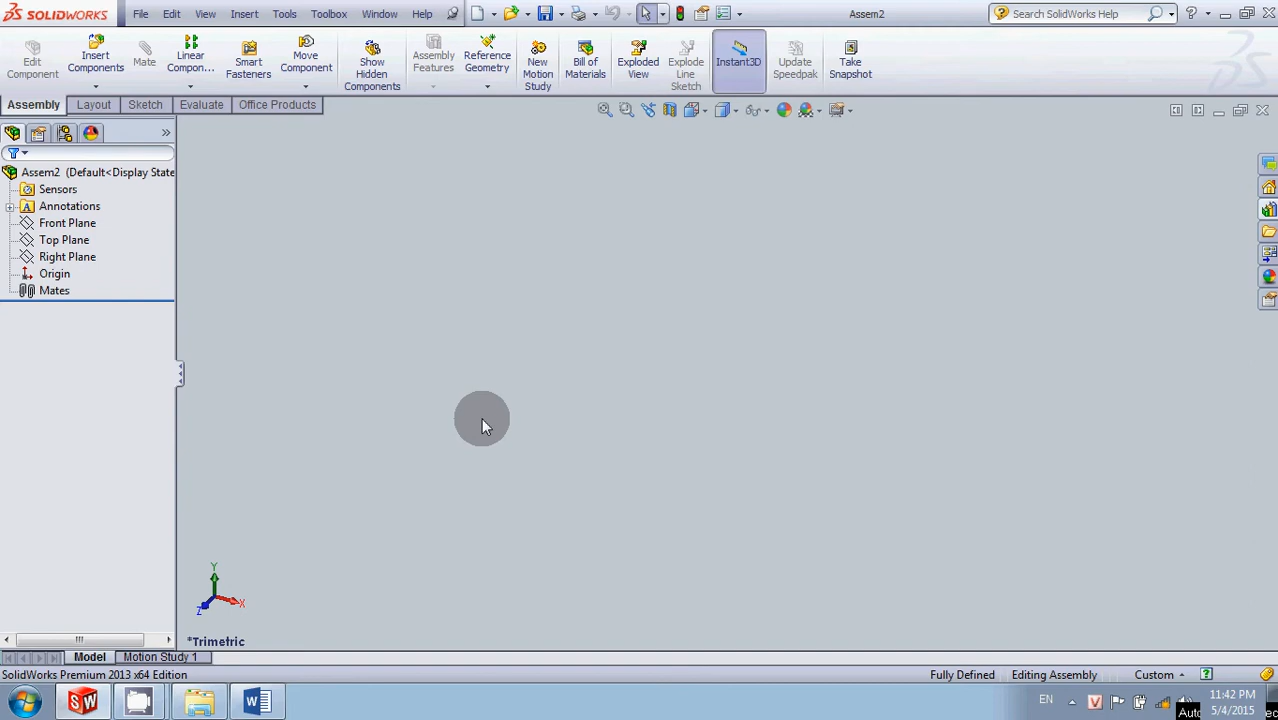 SOLIDWORKS File Edit View Insert Tools Toolbox Window Help Assem2 Search SolidWorks Help
Edit Component
Insert Components
Mate
Linear Compon...
Smart Fasteners
Move Component
Show Hidden Components
Assembly Features
Reference Geometry
New Motion Study
Bill of Materials
Exploded View
Explode Line Sketch
Instant3D
Update Speedpak
Take Snapshot
Assembly Layout Sketch Evaluate Office Products
Assem2 (Default<Display State
Sensors
Annotations
Front Plane
Top Plane
Right Plane
Origin
Mates
Y
X
Z
*Trimetric
Model Motion Study 1
SolidWorks Premium 2013 x64 Edition Fully Defined Editing Assembly Custom
EN 11:42 PM
5/4/2015